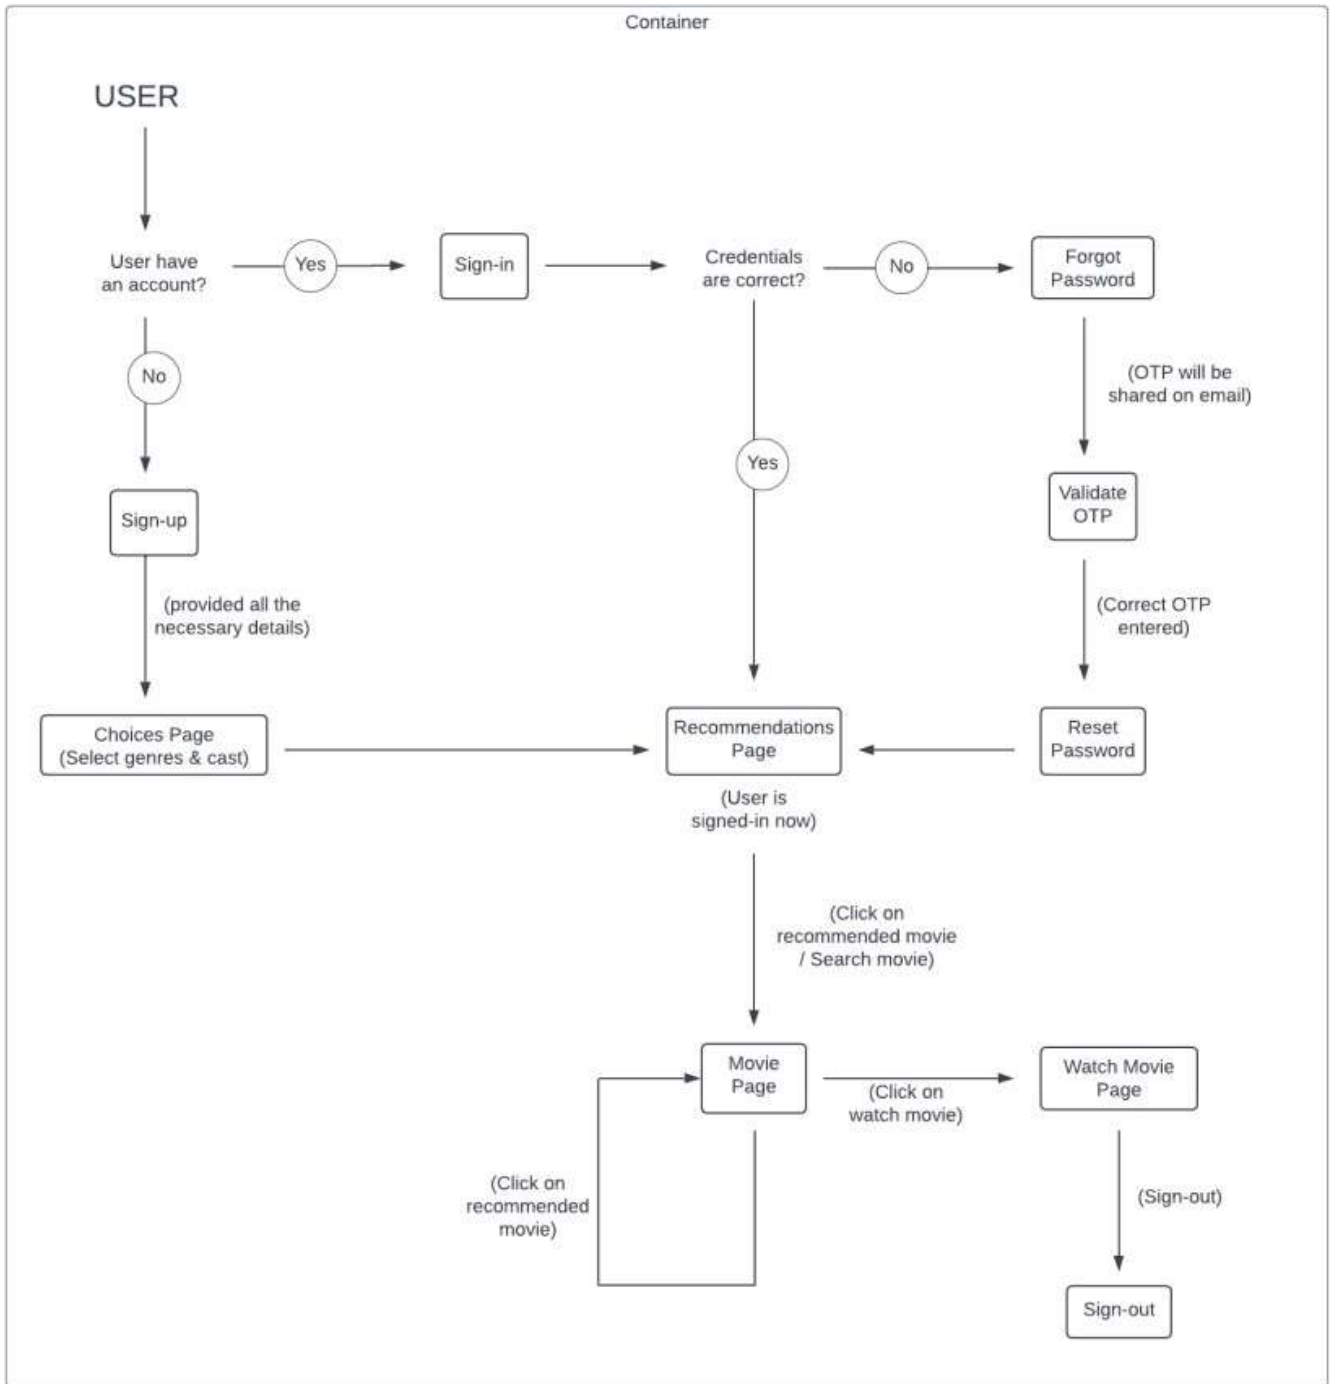 Container
USER
User have
an account?
Yes
Sign-in
Credentials
are correct?
No
Forgot
Password
No
(OTP will be
shared on email)
Yes
Validate
OTP
Sign-up
(provided all the
necessary details)
(Correct OTP
entered)
Choices Page
(Select genres & cast)
Recommendations
Page
Reset
Password
(User is
signed-in now)
(Click on
recommended movie
/ Search movie)
Movie
Page
(Click on
watch movie)
Watch Movie
Page
(Click on
recommended
movie)
(Sign-out)
Sign-out